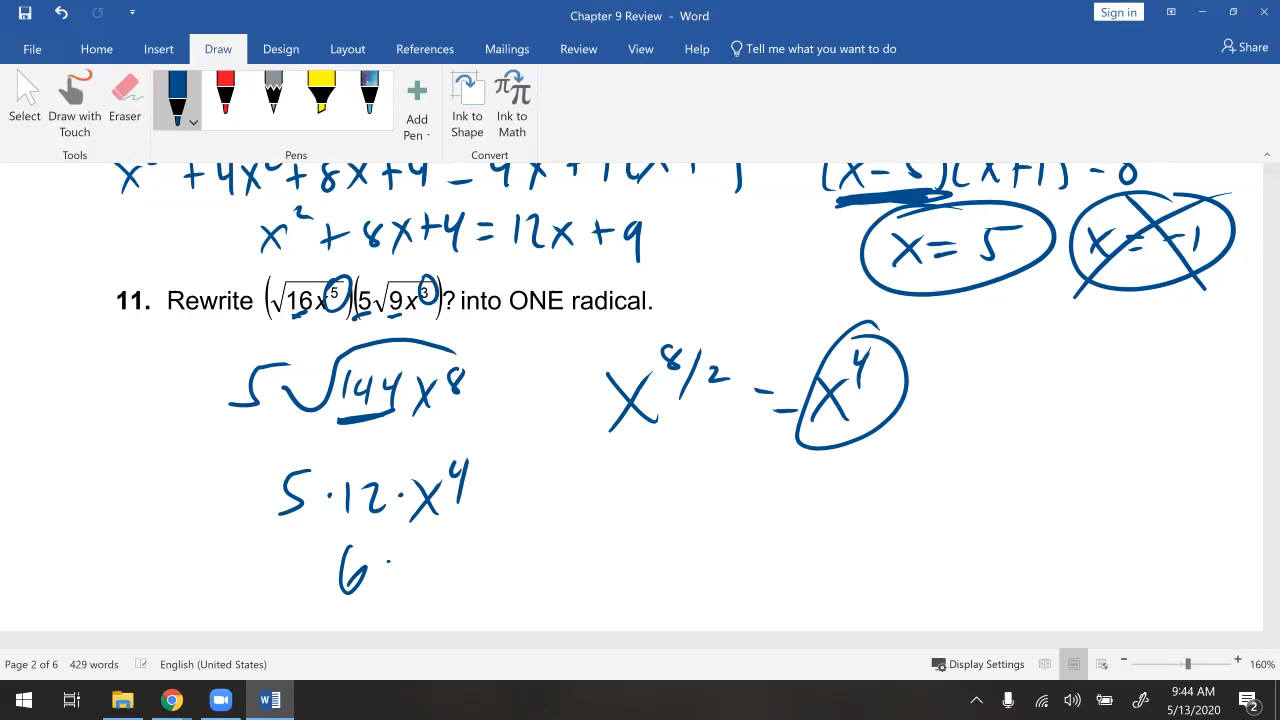 Chapter 9 Review - Word
Sign in
File Home Insert Draw Design Layout References Mailings Review View Help Tell me what you want to do Share
Select Draw with Touch Eraser Add Pen Ink to Shape Ink to Math
Tools Pens Convert
x² + 8x + 4 = 12x + 9
x = 5 x = -1
11. Rewrite (√16x⁵)(5√9x³)? into ONE radical.
5√144x⁸ x^8/2 = x⁴
5 · 12 · x⁴
6
Page 2 of 6 429 words English (United States) Display Settings 160%
9:44 AM
5/13/2020
2